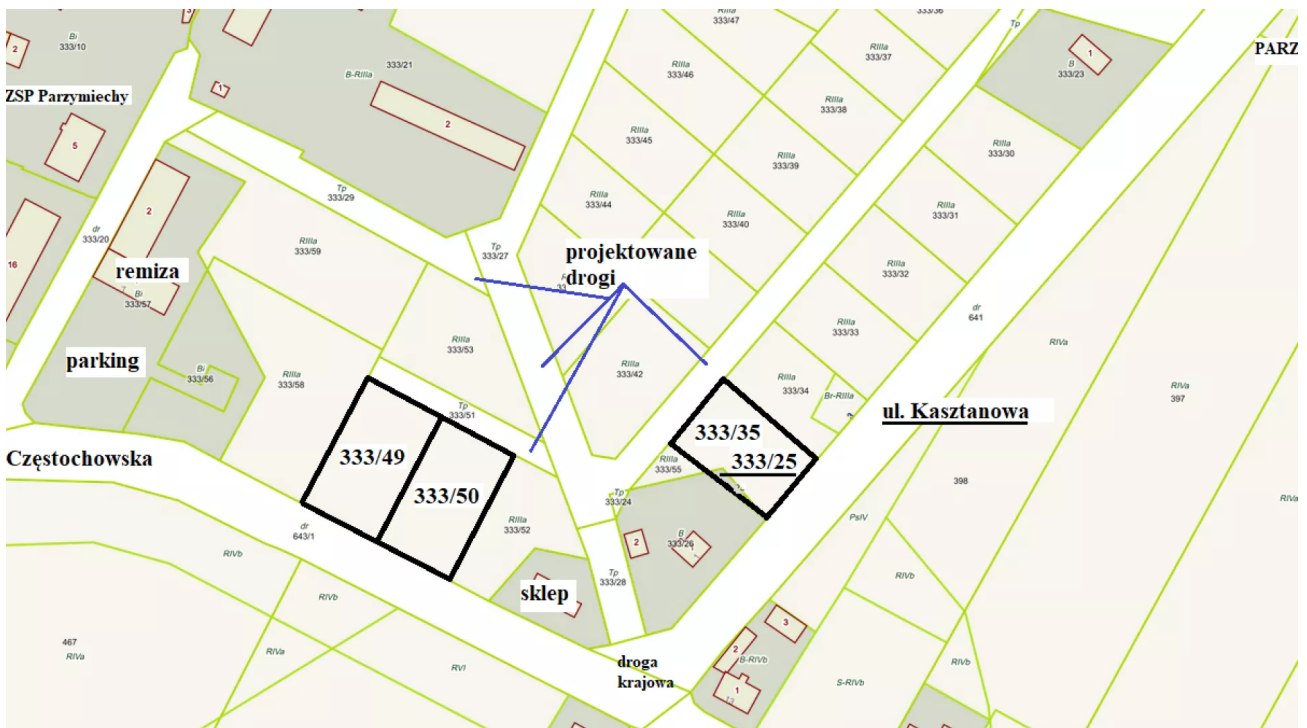 RIIIa
333/47
333/36
Tp
3
2
Bi
333/10
RIIIa
333/37
1
B
333/23
PARZ
333/21
B-RIIIa
RIIIa
333/46
1
ZSP Parzymiechy
RIIIa
333/38
2
5
RIIIa
333/45
RIIIa
333/30
RIIIa
333/39
Tp
333/29
RIIIa
333/44
RIIIa
333/31
2
RIIIa
333/40
dr
333/20
RIIIa
333/59
Tp
333/27
projektowane
drogi
16
remiza
RIIIa
333/32
Bi
333/57
dr
641
RIIIa
333/33
RIVa
RIIIa
333/53
parking
RIIIa
333/42
Bi
333/56
RIIIa
333/58
RIIIa
333/34
RIVa
397
Br-RIIIa
Tp
333/51
ul. Kasztanowa
333/35
Częstochowska
333/49
RIIIa
333/55
333/25
398
333/50
Tp
333/24
RIVa
RIIIa
333/52
PsIV
dr
643/1
B
333/26
2
1
RIVb
RIVb
Tp
333/28
sklep
RIVb
3
467
RIVa
RIVa
RVI
droga
krajowa
2
B-RIVb
RIVb
S-RIVb
1
13